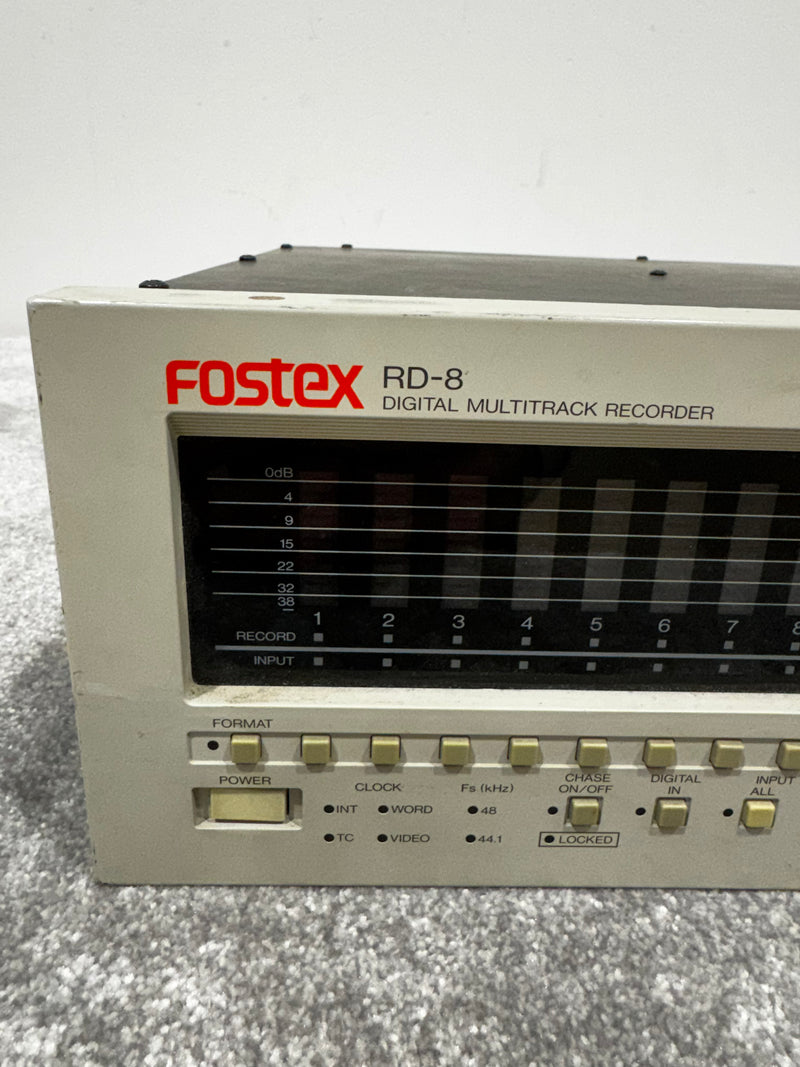 FOSTEX RD-8
DIGITAL MULTITRACK RECORDER
0dB
4
9
15
22
32
38
1 2 3 4 5 6 7 8
RECORD
INPUT
FORMAT
POWER
CLOCK
Fs (kHz)
CHASE
ON/OFF
DIGITAL
IN
INPUT
ALL
INT WORD 48
TC VIDEO 44.1
LOCKED